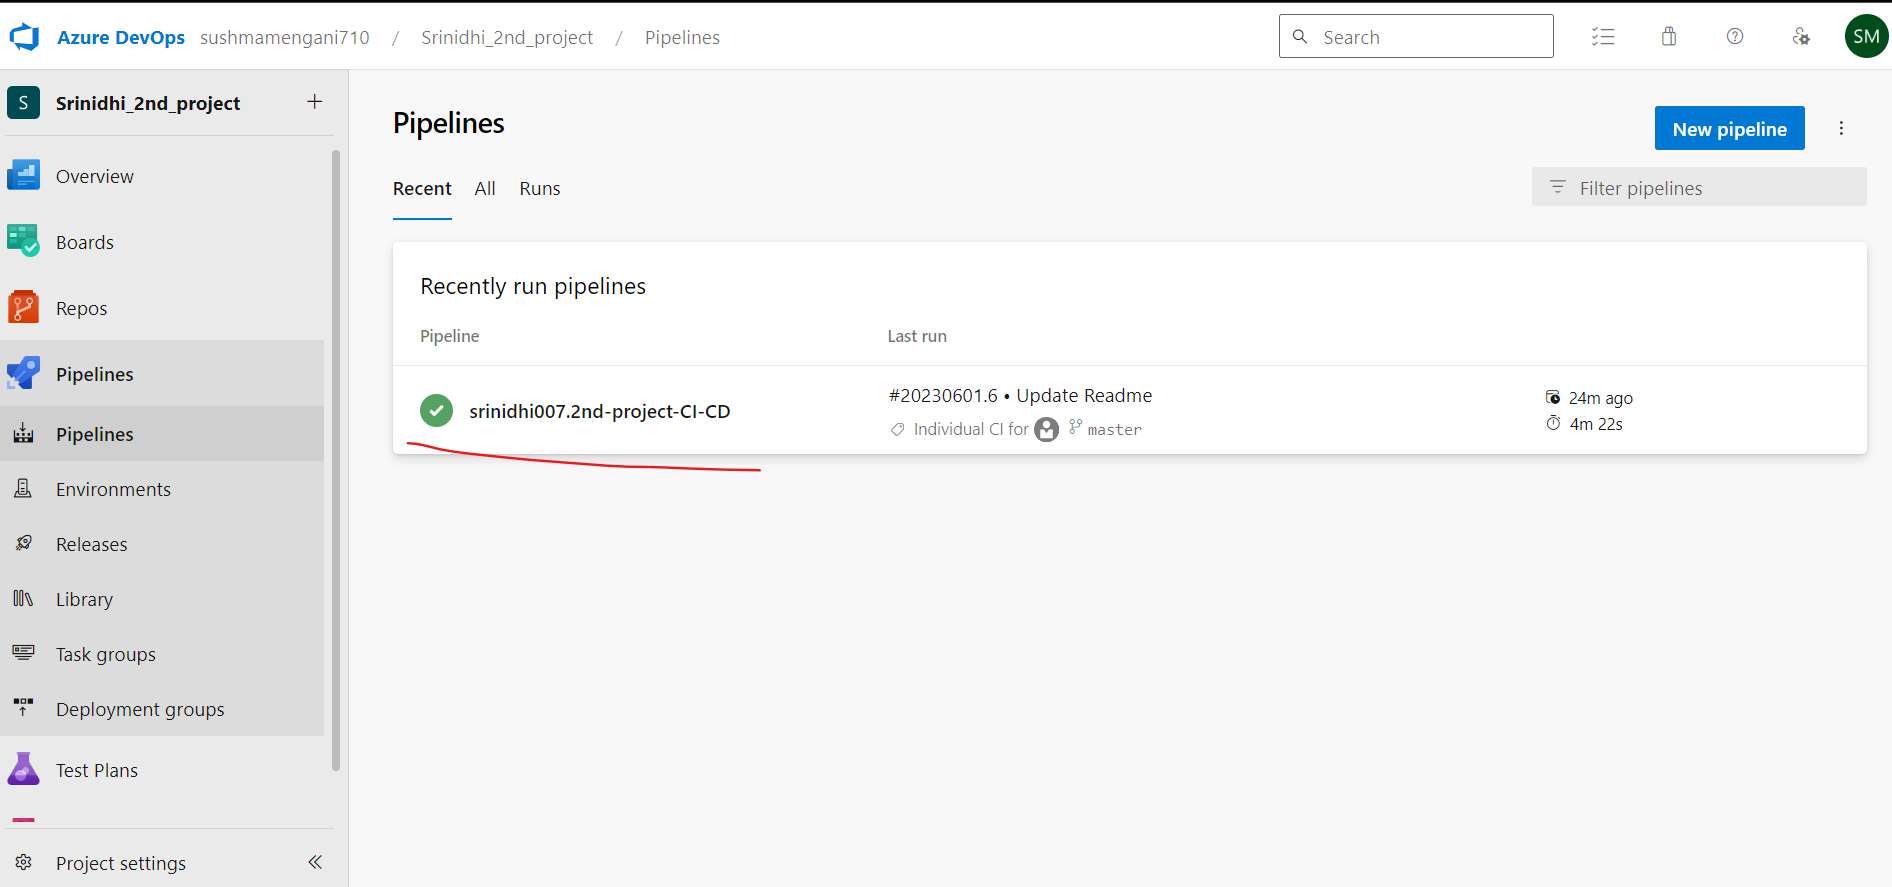 Azure DevOps sushmamengani710 / Srinidhi_2nd_project / Pipelines
Search
SM
S Srinidhi_2nd_project +
Overview
Boards
Repos
Pipelines
Pipelines
Environments
Releases
Library
Task groups
Deployment groups
Test Plans
Project settings
Pipelines
New pipeline
Recent All Runs
Filter pipelines
Recently run pipelines
Pipeline Last run
srinidhi007.2nd-project-CI-CD
#20230601.6 • Update Readme
Individual CI for master
24m ago
4m 22s